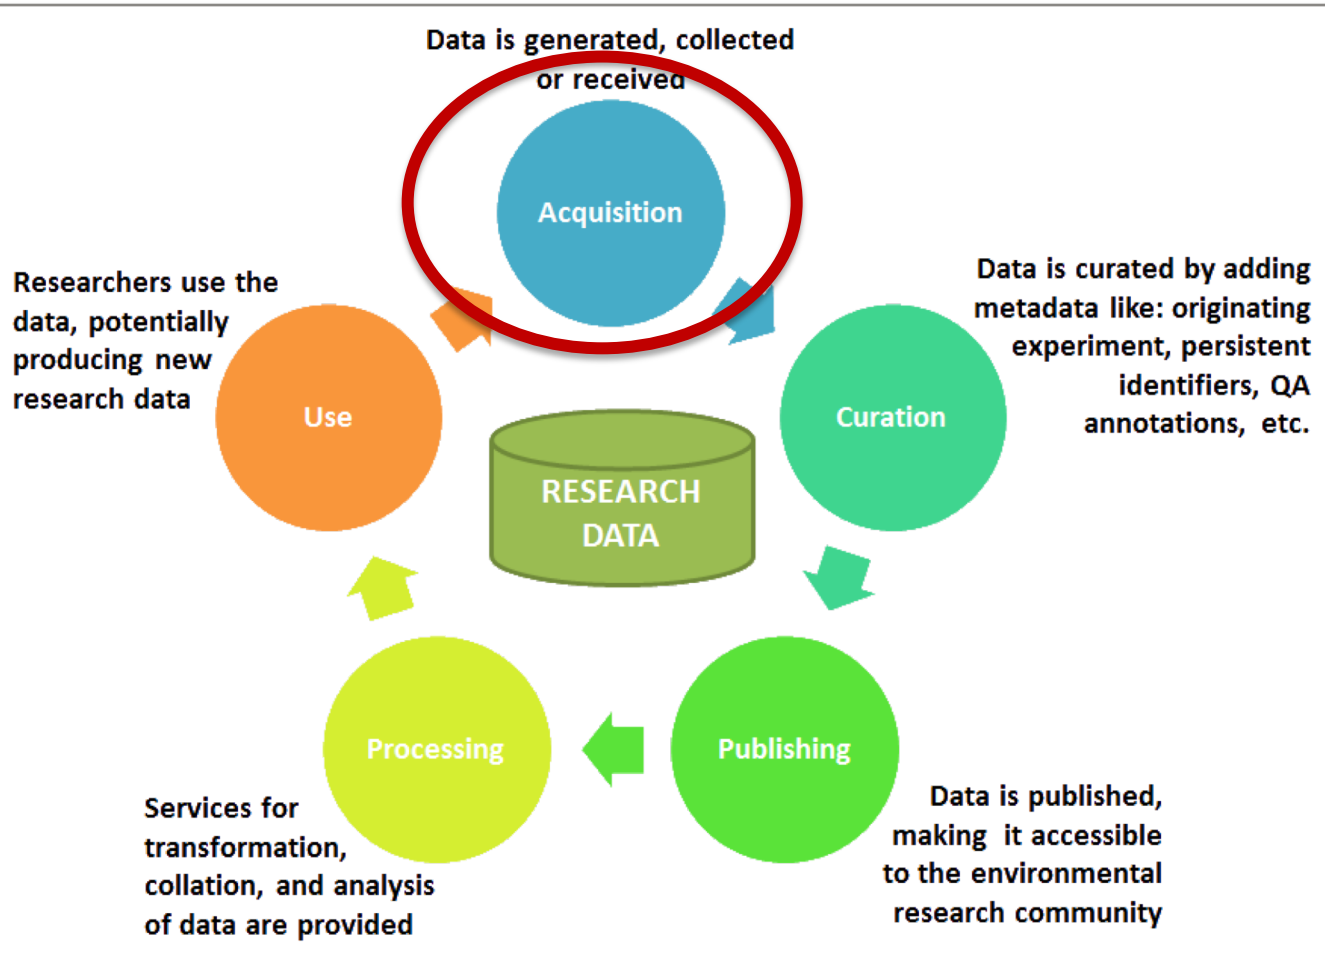 Data is generated, collected
or received
Acquisition
Data is curated by adding
metadata like: originating
experiment, persistent
identifiers, QA
annotations, etc.
Curation
Data is published,
making it accessible
to the environmental
research community
Publishing
Services for
transformation,
collation, and analysis
of data are provided
Processing
Researchers use the
data, potentially
producing new
research data
Use
RESEARCH
DATA